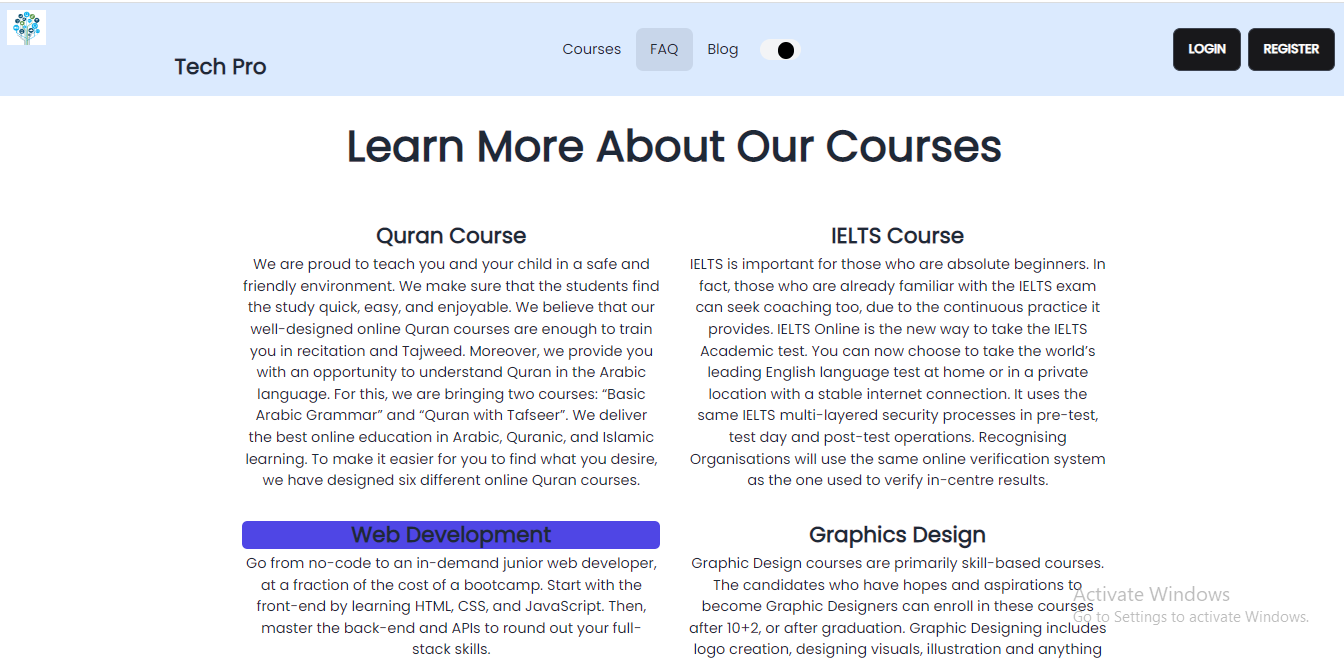 Tech Pro
Courses
FAQ
Blog
LOGIN
REGISTER
Learn More About Our Courses
Quran Course
We are proud to teach you and your child in a safe and
friendly environment. We make sure that the students find
the study quick, easy, and enjoyable. We believe that our
well-designed online Quran courses are enough to train
you in recitation and Tajweed. Moreover, we provide you
with an opportunity to understand Quran in the Arabic
language. For this, we are bringing two courses: “Basic
Arabic Grammar” and “Quran with Tafseer”. We deliver
the best online education in Arabic, Quranic, and Islamic
learning. To make it easier for you to find what you desire,
we have designed six different online Quran courses.
IELTS Course
IELTS is important for those who are absolute beginners. In
fact, those who are already familiar with the IELTS exam
can seek coaching too, due to the continuous practice it
provides. IELTS Online is the new way to take the IELTS
Academic test. You can now choose to take the world’s
leading English language test at home or in a private
location with a stable internet connection. It uses the
same IELTS multi-layered security processes in pre-test,
test day and post-test operations. Recognising
Organisations will use the same online verification system
as the one used to verify in-centre results.
Web Development
Go from no-code to an in-demand junior web developer,
at a fraction of the cost of a bootcamp. Start with the
front-end by learning HTML, CSS, and JavaScript. Then,
master the back-end and APIs to round out your full-
stack skills.
Graphics Design
Graphic Design courses are primarily skill-based courses.
The candidates who have hopes and aspirations to
become Graphic Designers can enroll in these courses
after 10+2, or after graduation. Graphic Designing includes
logo creation, designing visuals, illustration and anything
Activate Windows
Go to Settings to activate Windows.